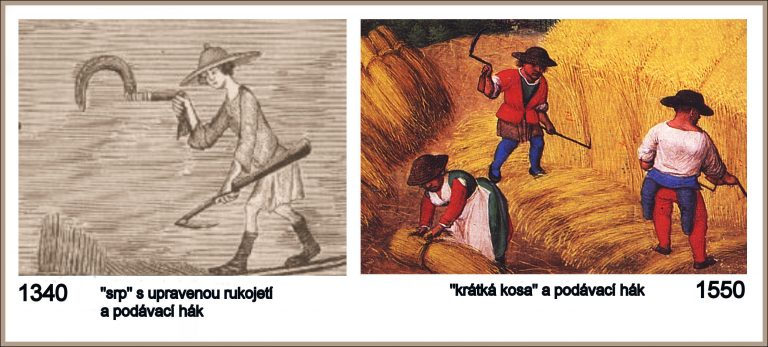 1340
"srp" s upravenou rukojetí
a podávací hák
"krátká kosa" a podávací hák
1550